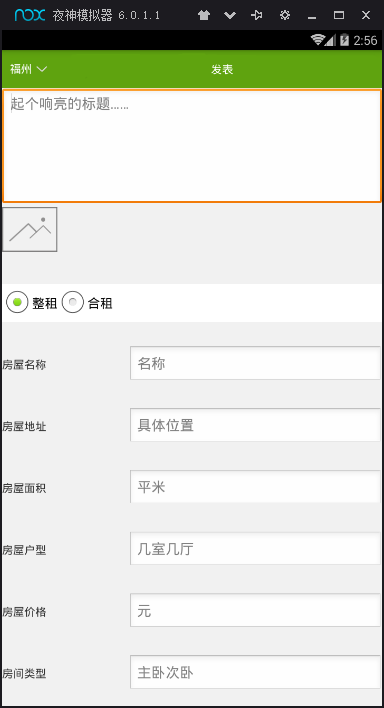 nox 夜神模拟器 6.0.1.1
2:56
福州 发表
起个响亮的标题……
整租 合租
房屋名称 名称
房屋地址 具体位置
房屋面积 平米
房屋户型 几室几厅
房屋价格 元
房间类型 主卧次卧